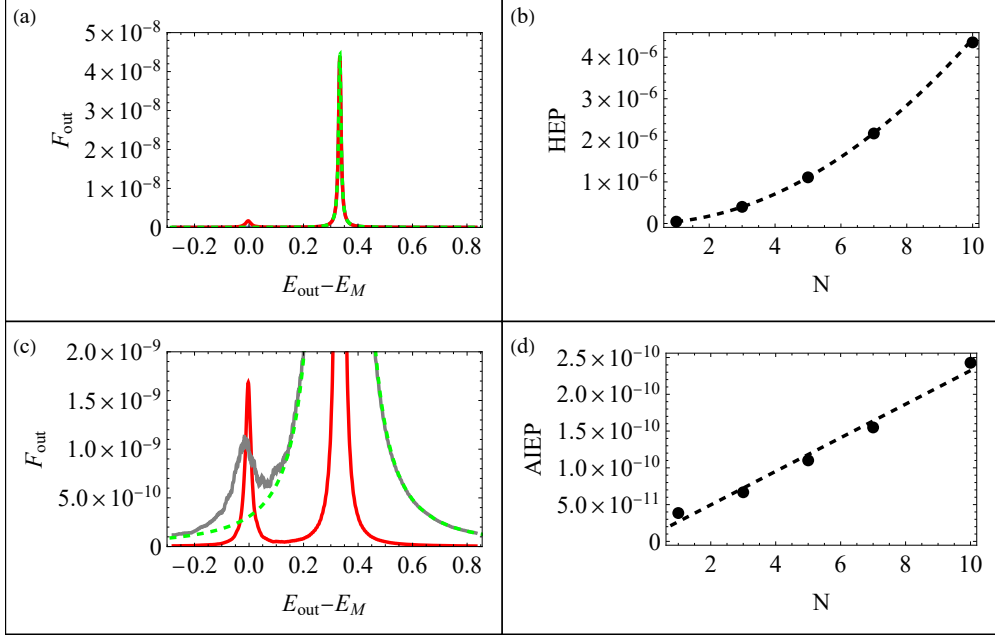 (a)
5×10⁻⁸
4×10⁻⁸
3×10⁻⁸
2×10⁻⁸
1×10⁻⁸
0
F_out
−0.2 0.0 0.2 0.4 0.6 0.8
E_out−E_M
(b)
4×10⁻⁶
3×10⁻⁶
2×10⁻⁶
1×10⁻⁶
0
HEP
2 4 6 8 10
N
(c)
2.0×10⁻⁹
1.5×10⁻⁹
1.0×10⁻⁹
5.0×10⁻¹⁰
0
F_out
−0.2 0.0 0.2 0.4 0.6 0.8
E_out−E_M
(d)
2.5×10⁻¹⁰
2.0×10⁻¹⁰
1.5×10⁻¹⁰
1.0×10⁻¹⁰
5.0×10⁻¹¹
0
AIEP
2 4 6 8 10
N